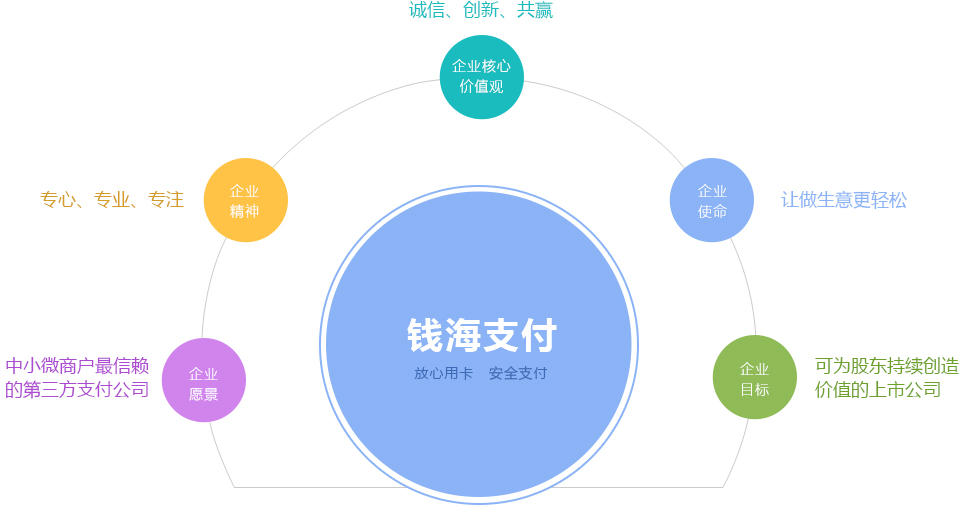 诚信、创新、共赢
企业核心
价值观
专心、专业、专注
企业
精神
企业
使命
让做生意更轻松
钱海支付
放心用卡 安全支付
中小微商户最信赖
的第三方支付公司
企业
愿景
企业
目标
可为股东持续创造
价值的上市公司